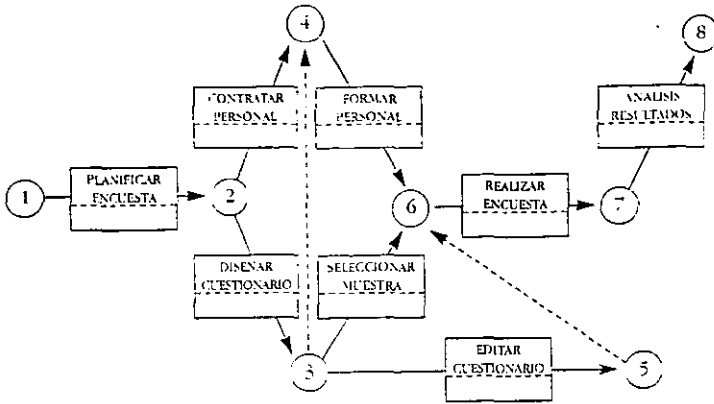 4
8
CONTRATAR
PERSONAL
FORMAR
PERSONAL
ANALISIS
RESULTADOS
PLANIFICAR
ENCUESTA
1
2
6
REALIZAR
ENCUESTA
7
DISEÑAR
CUESTIONARIO
SELECCIONAR
MUESTRA
3
EDITAR
CUESTIONARIO
5